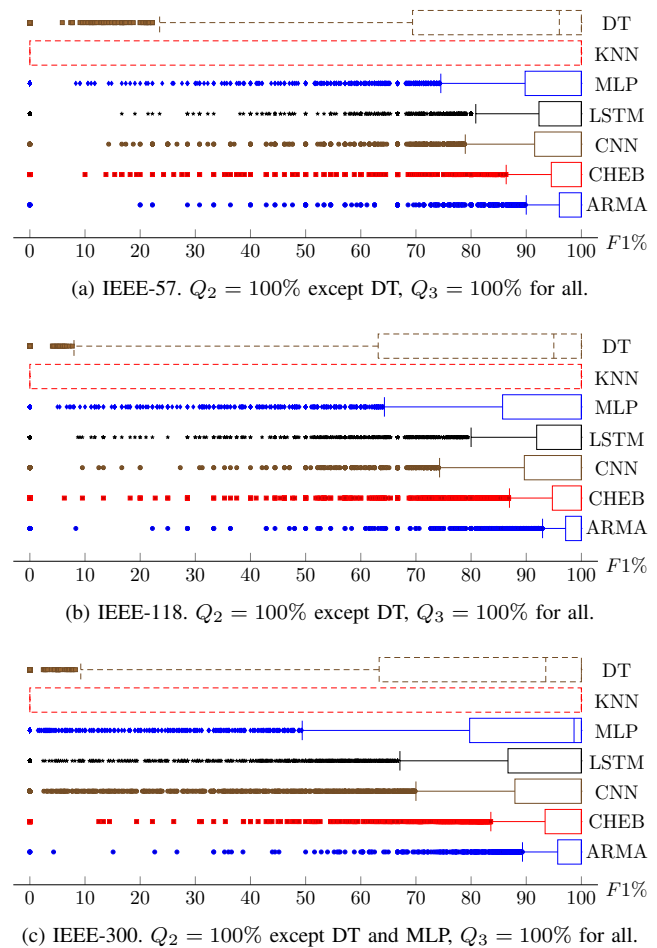 DT
KNN
MLP
LSTM
CNN
CHEB
ARMA
0 10 20 30 40 50 60 70 80 90 100 F1%
(a) IEEE-57. Q₂ = 100% except DT, Q₃ = 100% for all.
DT
KNN
MLP
LSTM
CNN
CHEB
ARMA
0 10 20 30 40 50 60 70 80 90 100 F1%
(b) IEEE-118. Q₂ = 100% except DT, Q₃ = 100% for all.
DT
KNN
MLP
LSTM
CNN
CHEB
ARMA
0 10 20 30 40 50 60 70 80 90 100 F1%
(c) IEEE-300. Q₂ = 100% except DT and MLP, Q₃ = 100% for all.